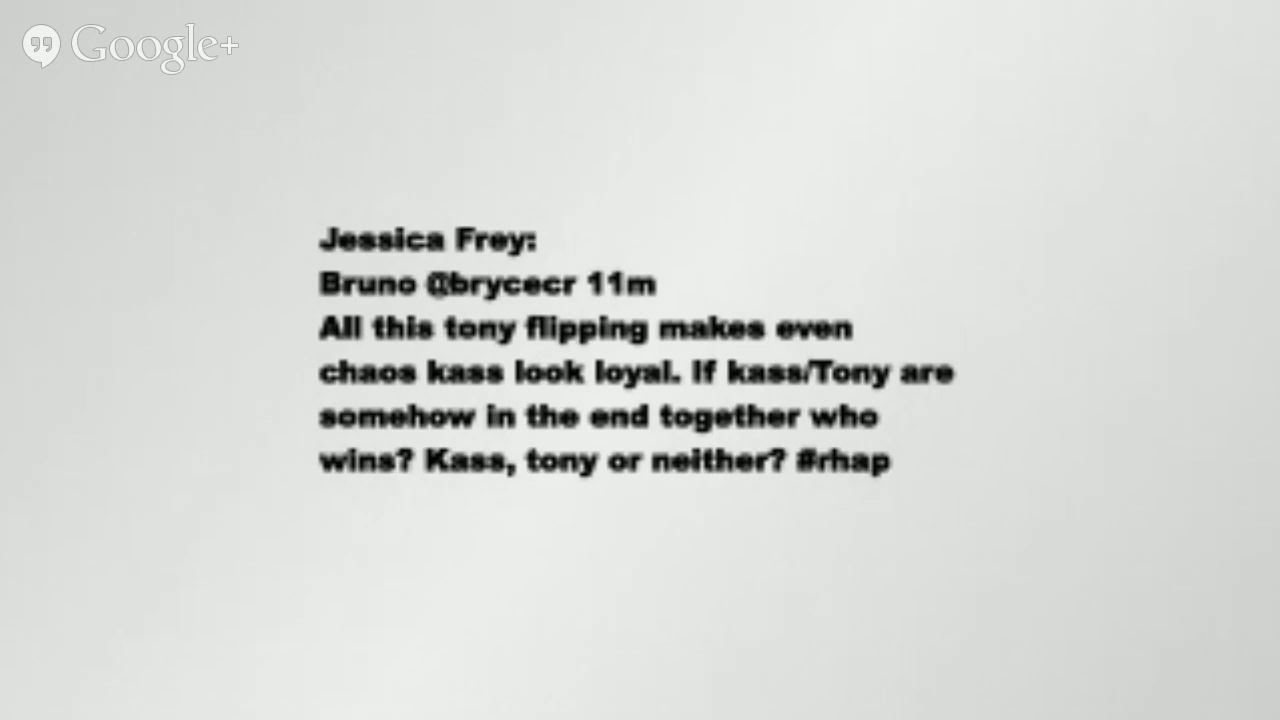 Google+
Jessica Frey:
Bruno @brycecr 11m
All this tony flipping makes even
chaos kass look loyal. If kass/Tony are
somehow in the end together who
wins? Kass, tony or neither? #rhap